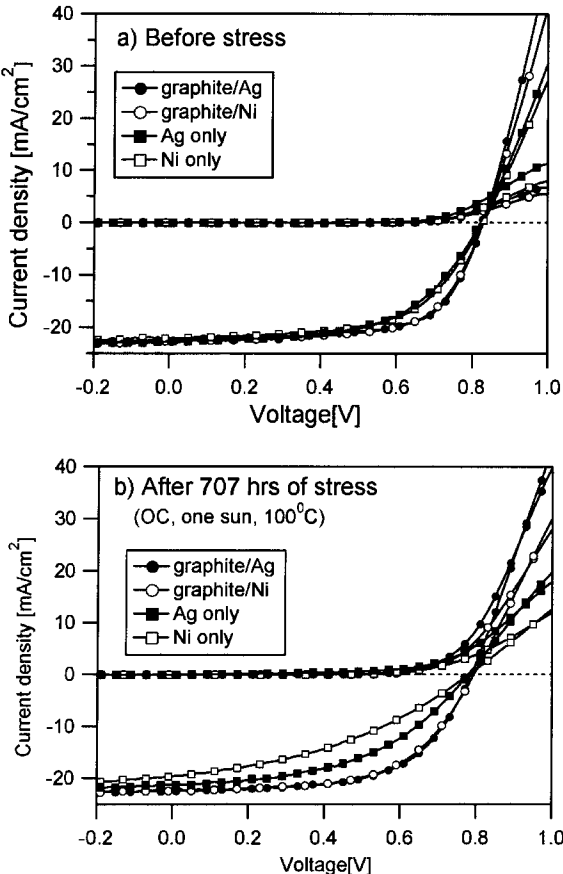 a) Before stress
graphite/Ag
graphite/Ni
Ag only
Ni only
Current density [mA/cm²]
40
30
20
10
0
-10
-20
-0.2 0.0 0.2 0.4 0.6 0.8 1.0
Voltage[V]
b) After 707 hrs of stress
(OC, one sun, 100⁰C)
graphite/Ag
graphite/Ni
Ag only
Ni only
Current density [mA/cm²]
40
30
20
10
0
-10
-20
-0.2 0.0 0.2 0.4 0.6 0.8 1.0
Voltage[V]